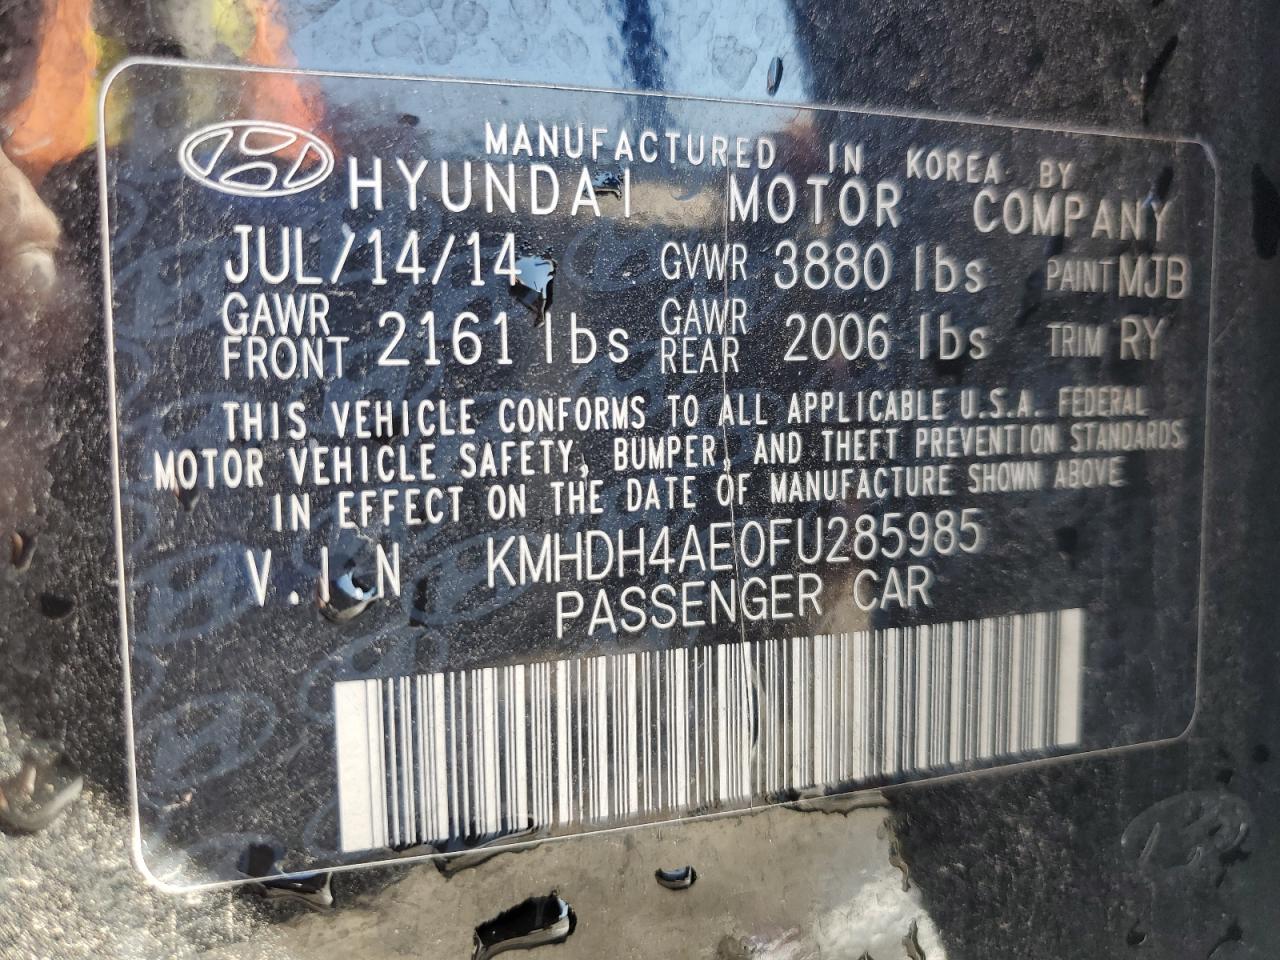 MANUFACTURED IN KOREA BY
HYUNDAI MOTOR COMPANY
JUL/14/14 GVWR 3880 lbs PAINT MJB
GAWR FRONT 2161 lbs GAWR REAR 2006 lbs TRIM RY
THIS VEHICLE CONFORMS TO ALL APPLICABLE U.S.A. FEDERAL
MOTOR VEHICLE SAFETY, BUMPER, AND THEFT PREVENTION STANDARDS
IN EFFECT ON THE DATE OF MANUFACTURE SHOWN ABOVE
V.I N KMHDH4AE0FU285985
PASSENGER CAR